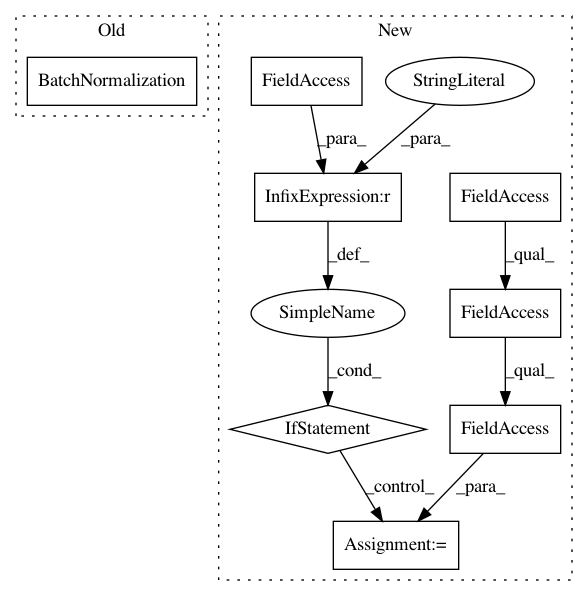 Old
New
BatchNormalization
FieldAccess
StringLiteral
_para_
_para_
InfixExpression:r
FieldAccess
_def_
_qual_
SimpleName
FieldAccess
_cond_
_qual_
IfStatement
FieldAccess
_control_
_para_
Assignment:=